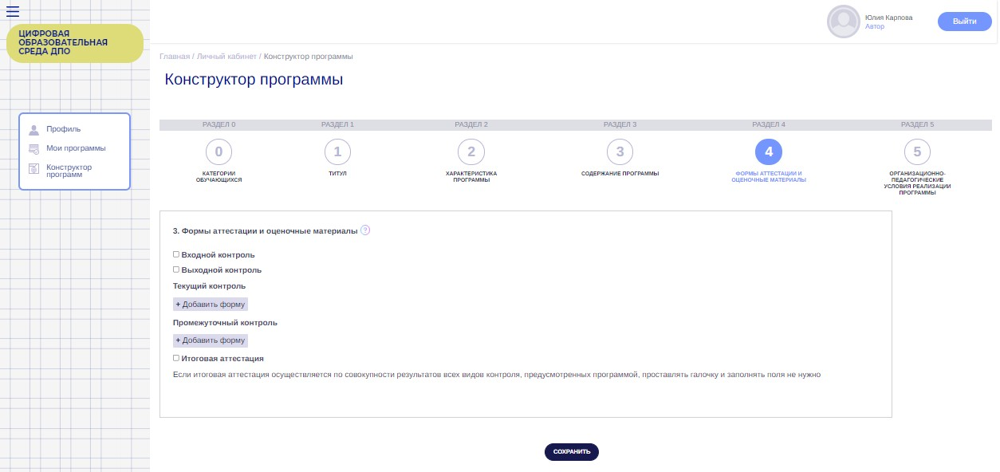 ЦИФРОВАЯ
ОБРАЗОВАТЕЛЬНАЯ
СРЕДА ДПО
Профиль
Мои программы
Конструктор
программ
Юлия Карпова
Автор
Выйти
Главная / Личный кабинет / Конструктор программы
Конструктор программы
РАЗДЕЛ 0 РАЗДЕЛ 1 РАЗДЕЛ 2 РАЗДЕЛ 3 РАЗДЕЛ 4 РАЗДЕЛ 5
0 1 2 3 4 5
КАТЕГОРИИ
ОБУЧАЮЩИХСЯ
ТИТУЛ
ХАРАКТЕРИСТИКА
ПРОГРАММЫ
СОДЕРЖАНИЕ ПРОГРАММЫ
ФОРМЫ АТТЕСТАЦИИ И
ОЦЕНОЧНЫЕ МАТЕРИАЛЫ
ОРГАНИЗАЦИОННО-
ПЕДАГОГИЧЕСКИЕ
УСЛОВИЯ РЕАЛИЗАЦИИ
ПРОГРАММЫ
3. Формы аттестации и оценочные материалы ?
Входной контроль
Выходной контроль
Текущий контроль
+ Добавить форму
Промежуточный контроль
+ Добавить форму
Итоговая аттестация
Если итоговая аттестация осуществляется по совокупности результатов всех видов контроля, предусмотренных программой, проставлять галочку и заполнять поля не нужно
СОХРАНИТЬ